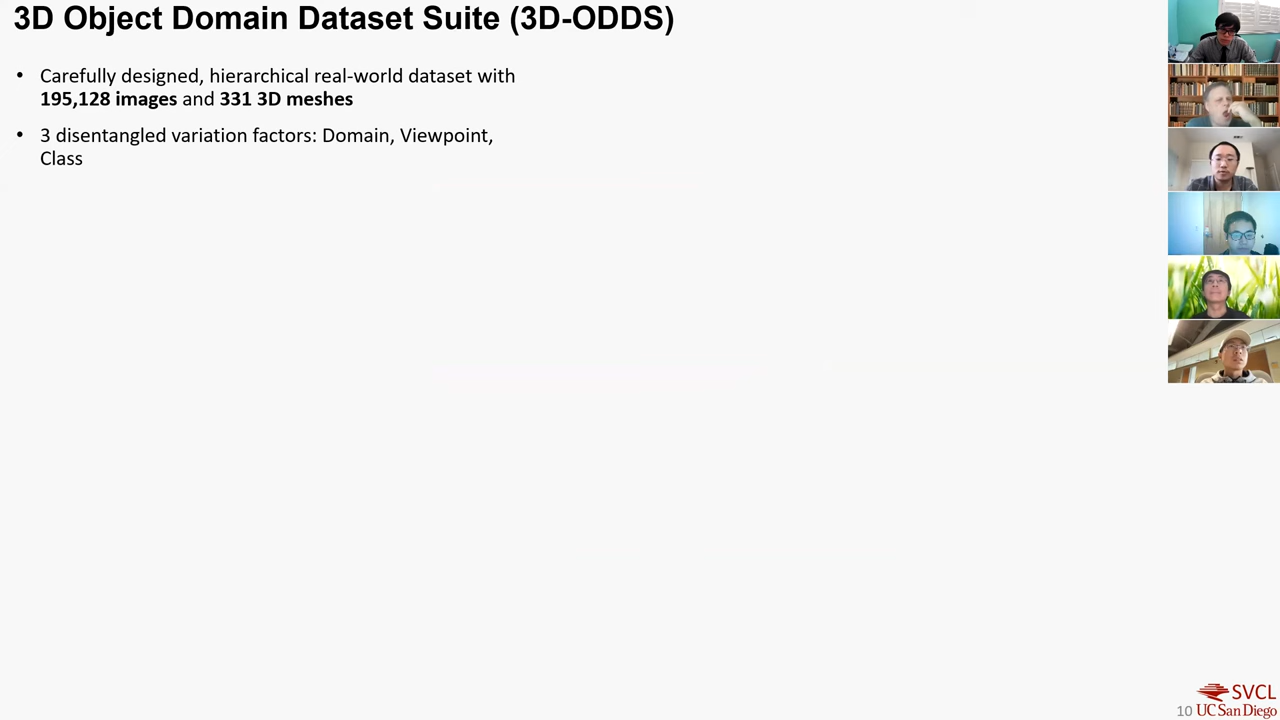 3D Object Domain Dataset Suite (3D-ODDS)
• Carefully designed, hierarchical real-world dataset with
195,128 images and 331 3D meshes
• 3 disentangled variation factors: Domain, Viewpoint,
Class
SVCL
10 UC San Diego